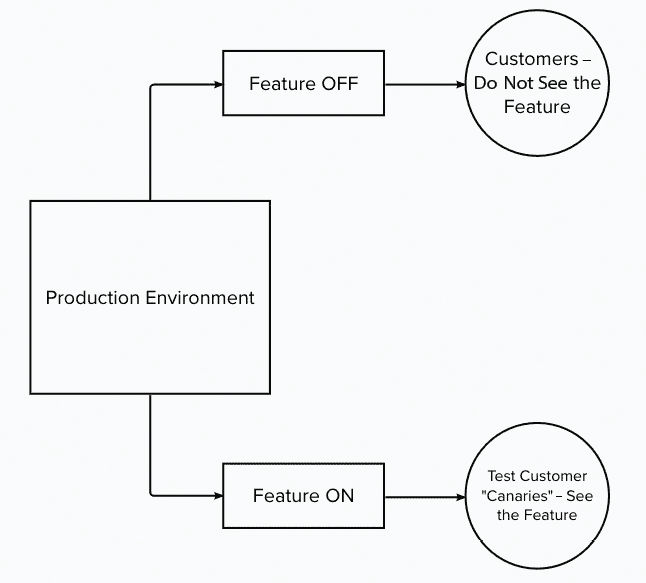 Feature OFF
Customers –
Do Not See the
Feature
Production Environment
Feature ON
Test Customer
"Canaries" – See
the Feature